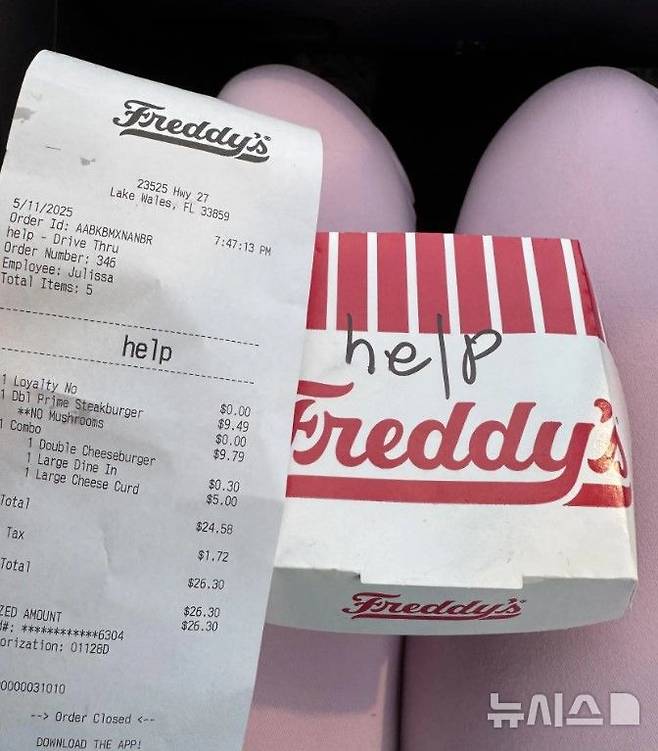 Freddy's
23525 Hwy 27
Lake Wales, FL 33859
5/11/2025 7:47:13 PM
Order Id: AABKBMXNANBR
help - Drive Thru
Order Number: 346
Employee: Julissa
Total Items: 5
help
1 Loyalty No $0.00
1 Dbl Prime Steakburger $9.49
**NO Mushrooms $0.00
1 Combo $9.79
1 Double Cheeseburger
1 Large Dine In $0.30
1 Large Cheese Curd $5.00
Total $24.58
Tax $1.72
Total $26.30
ZED AMOUNT $26.30
#: ************6304 $26.30
orization: 01128D
0000031010
--> Order Closed <--
DOWNLOAD THE APP!
help
Freddy's
Freddy's
뉴시스